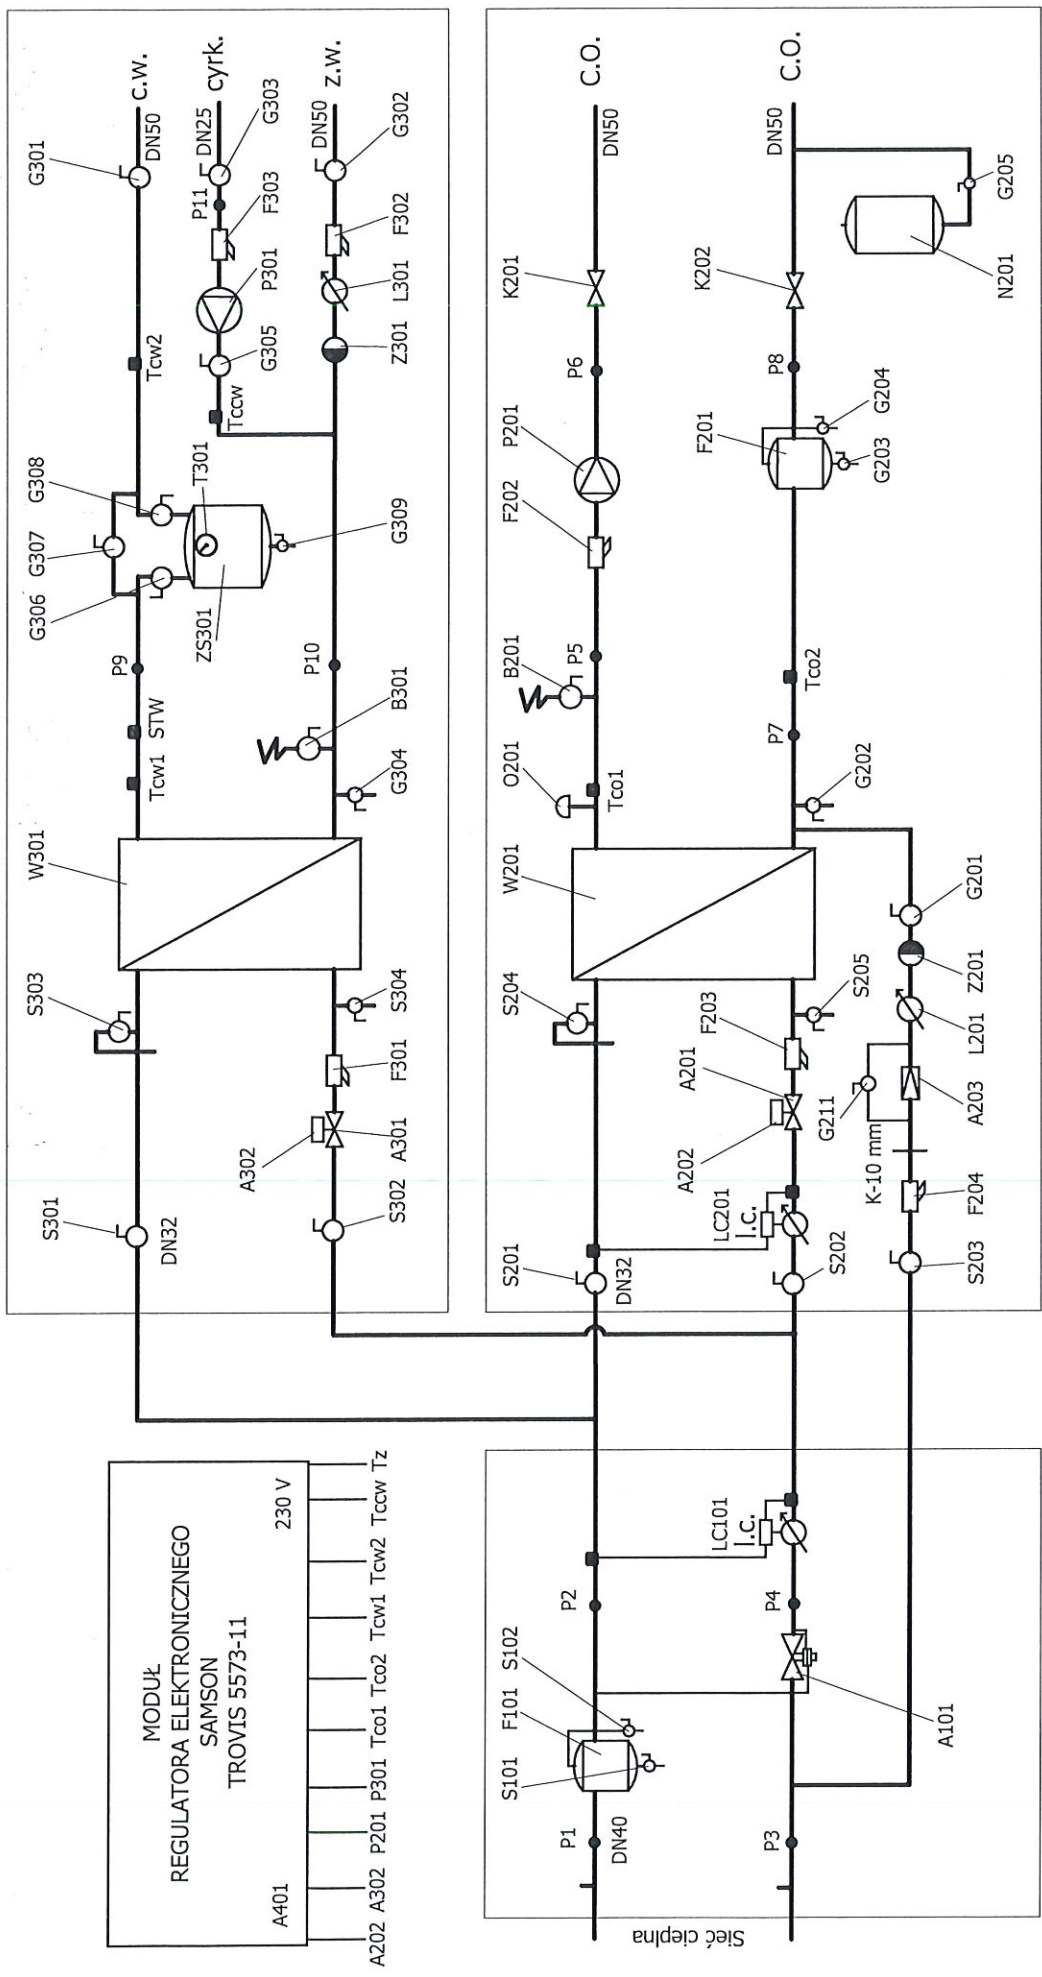 MODUŁ
REGULATORA ELEKTRONICZNEGO
SAMSON
TROVIS 5573-11
A401
230 V
A202
A302
P201
P301
Tco1
Tco2
Tcw1
Tcw2
Tccw
Tz
S301
DN32
S303
W301
Tcw1
STW
P9
G306
G307
G308
ZS301
T301
G309
Tcw2
G301
DN50
c.w.
Tccw
G305
P301
F303
P11
G303
DN25
cyrk.
S302
A302
A301
F301
S304
G304
B301
P10
Z301
L301
F302
G302
DN50
z.w.
Sieć cieplna
P1
DN40
S101
F101
S102
P2
P3
A101
P4
LC101
l.c.
S201
DN32
S204
W201
O201
Tco1
B201
P5
F202
P201
P6
K201
DN50
C.O.
LC201
l.c.
S202
A202
A201
F203
S205
G202
P7
Tco2
F201
G203
G204
P8
K202
DN50
C.O.
N201
G205
S203
F204
K-10 mm
G211
A203
L201
Z201
G201